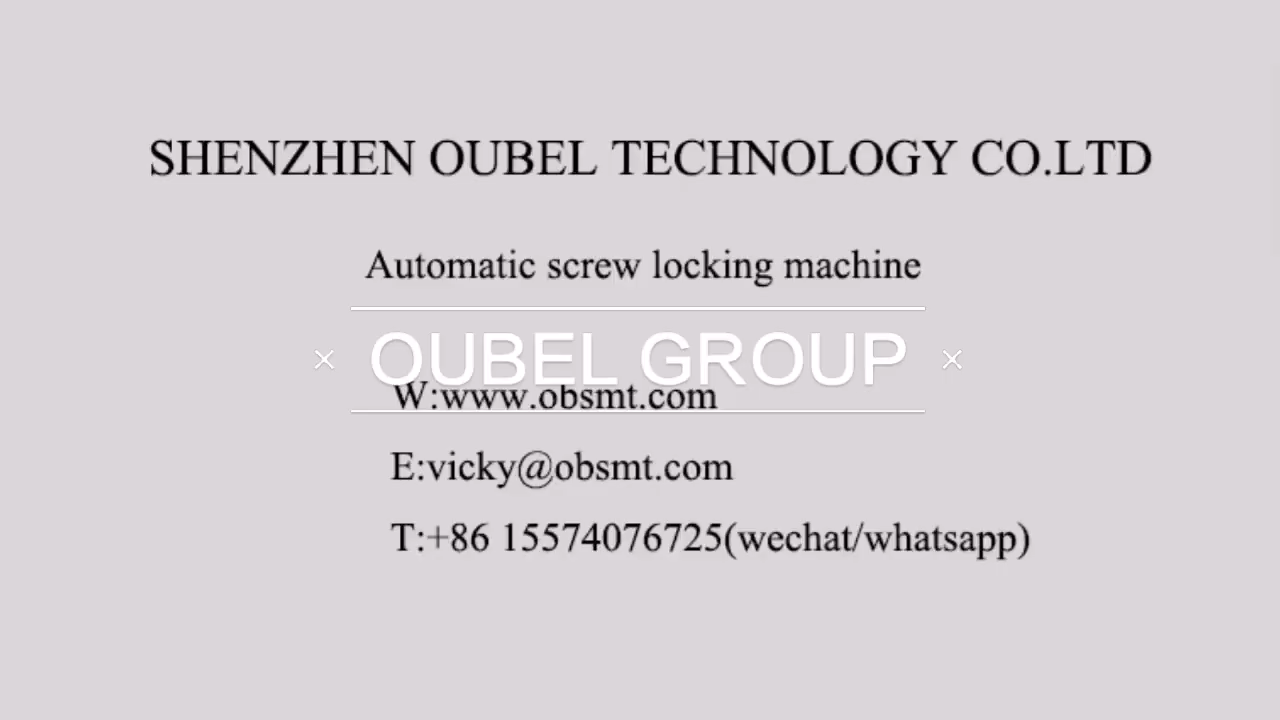 SHENZHEN OUBEL TECHNOLOGY CO.LTD
Automatic screw locking machine
× OUBEL GROUP ×
W:www.obsmt.com
E:vicky@obsmt.com
T:+86 15574076725(wechat/whatsapp)